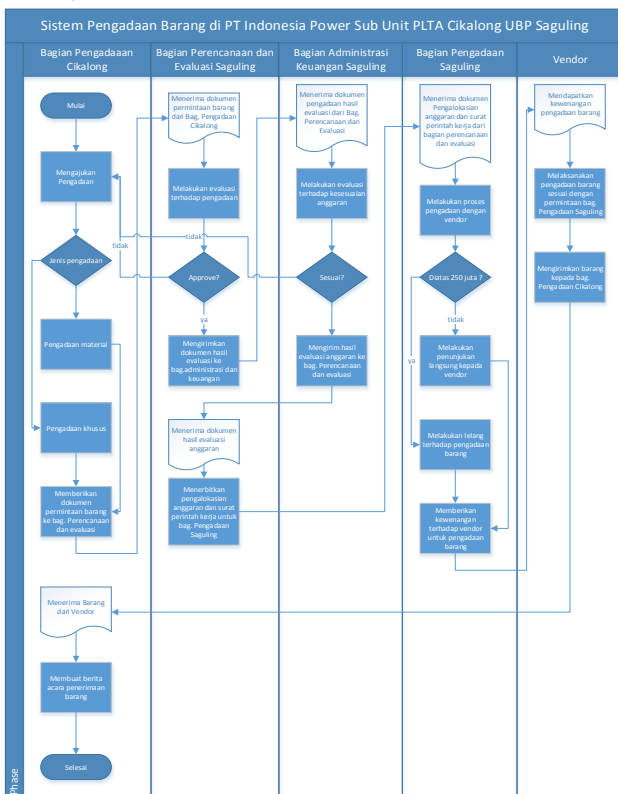 Sistem Pengadaan Barang di PT Indonesia Power Sub Unit PLTA Cikalong UBP Saguling
Bagian Pengadaaan
Cikalong
Mulai
Mengajukan
Pengadaan
Jenis pengadaan
Pengadaan material
Pengadaan khusus
Memberikan
dokumen
permintaan barang
ke bag. Perencanaan
dan evaluasi
Menerima Barang
dari Vendor
Membuat berita
acara penerimaan
barang
Selesai
Bagian Perencanaan dan
Evaluasi Saguling
Menerima dokumen
permintaan barang
dari Bag, Pengadaan
Cikalong
Melakukan evaluasi
terhadap pengadaan
tidak
Approve?
ya
Mengirimkan
dokumen hasil
evaluasi ke
bag.administrasi dan
keuangan
Menerima dokumen
hasil evaluasi
anggaran
Menerbitkan
pengalokasian
anggaran dan surat
perintah kerja untuk
bag. Pengadaan
Saguling
Bagian Administrasi
Keuangan Saguling
Menerima dokumen
pengadaan hasil
evaluasi dari Bag.
Perencanaan dan
Evaluasi
Melakukan evaluasi
terhadap kesesuaian
anggaran
tidak
Sesuai?
Mengirim hasil
evaluasi anggaran ke
bag. Perencanaan
dan evaluasi
Bagian Pengadaan
Saguling
Menerima dokumen
Pengalokasian
anggaran dan surat
perintah kerja dari
bagian perencanaan
dan evaluasi
Melakukan proses
pengadaan dengan
vendor
Diatas 250 juta ?
tidak
ya
Melakukan
penunjukan
langsung kepada
vendor
Melakukan lelang
terhadap pengadaan
barang
Memberikan
kewenangan
terhadap vendor
untuk pengadaan
barang
Vendor
Mendapatkan
kewenangan
pengadaan barang
Melaksanakan
pengadaan barang
sesuai dengan
permintaan bag.
Pengadaan Saguling
Mengirimkan barang
kepada bag.
Pengadaan Cikalong
Phase